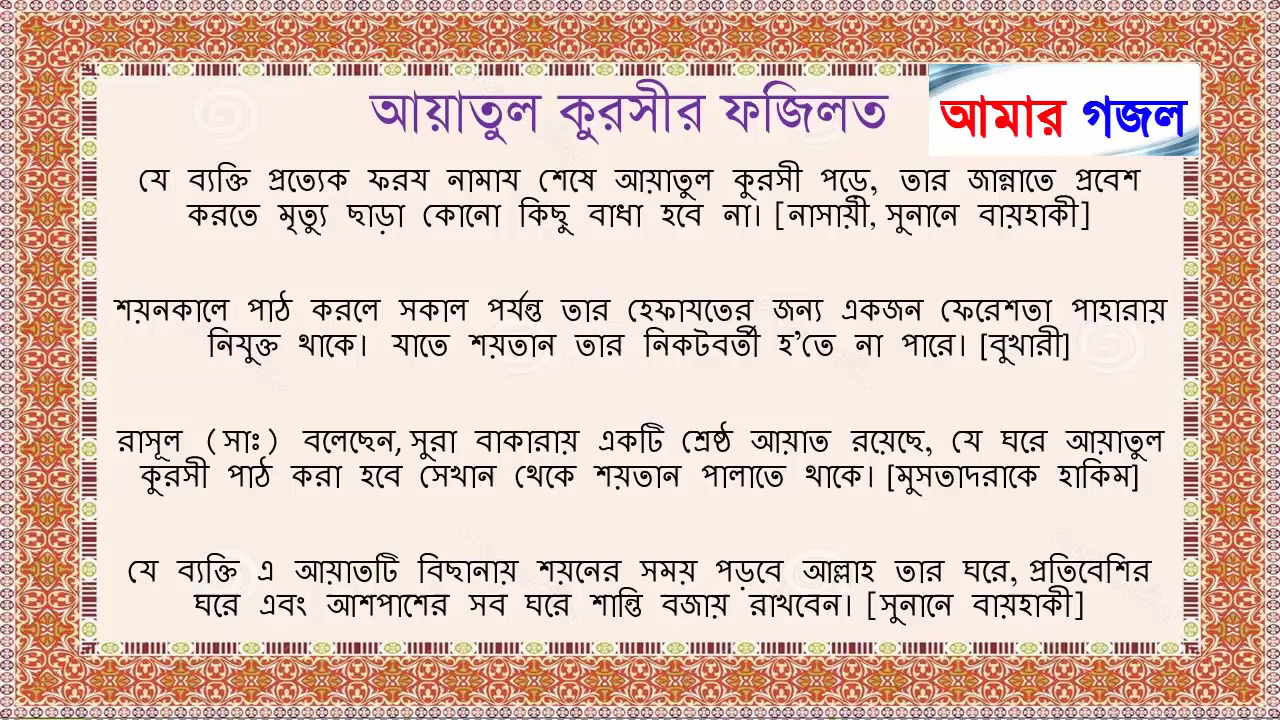 আয়াতুল কুরসীর ফজিলত
আমার গজল
যে ব্যক্তি প্রত্যেক ফরয নামায শেষে আয়াতুল কুরসী পড়ে, তার জান্নাতে প্রবেশ
করতে মৃত্যু ছাড়া কোনো কিছু বাধা হবে না। [নাসায়ী, সুনানে বায়হাকী]
শয়নকালে পাঠ করলে সকাল পর্যন্ত তার হেফাযতের জন্য একজন ফেরেশতা পাহারায়
নিযুক্ত থাকে। যাতে শয়তান তার নিকটবর্তী হ’তে না পারে। [বুখারী]
রাসূল (সাঃ) বলেছেন, সুরা বাকারায় একটি শ্রেষ্ঠ আয়াত রয়েছে, যে ঘরে আয়াতুল
কুরসী পাঠ করা হবে সেখান থেকে শয়তান পালাতে থাকে। [মুসতাদরাকে হাকিম]
যে ব্যক্তি এ আয়াতটি বিছানায় শয়নের সময় পড়বে আল্লাহ তার ঘরে, প্রতিবেশির
ঘরে এবং আশপাশের সব ঘরে শান্তি বজায় রাখবেন। [সুনানে বায়হাকী]